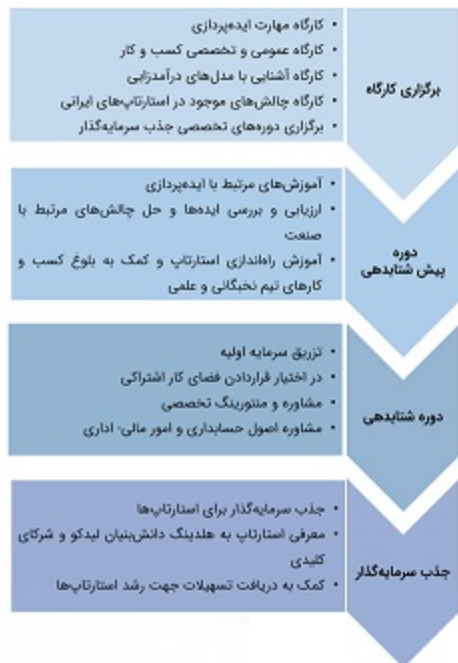 برگزاری کارگاه
• کارگاه مهارت ایده‌پردازی
• کارگاه عمومی و تخصصی کسب و کار
• کارگاه آشنایی با مدل‌های درآمدزایی
• کارگاه چالش‌های موجود در استارتاپ‌های ایرانی
• برگزاری دوره‌های تخصصی جذب سرمایه‌گذار
دوره
پیش شتابدهی
• آموزش‌های مرتبط با ایده‌پردازی
• ارزیابی و بررسی ایده‌ها و حل چالش‌های مرتبط با
صنعت
• آموزش راه‌اندازی استارتاپ و کمک به بلوغ کسب و
کارهای تیم نخبگانی و علمی
دوره شتابدهی
• تزریق سرمایه اولیه
• در اختیار قراردادن فضای کار اشتراکی
• مشاوره و منتورینگ تخصصی
• مشاوره اصول حسابداری و امور مالی- اداری
جذب سرمایه‌گذار
• جذب سرمایه‌گذار برای استارتاپ‌ها
• معرفی استارتاپ به هلدینگ دانش‌بنیان لیدکو و شرکای
کلیدی
• کمک به دریافت تسهیلات جهت رشد استارتاپ‌ها